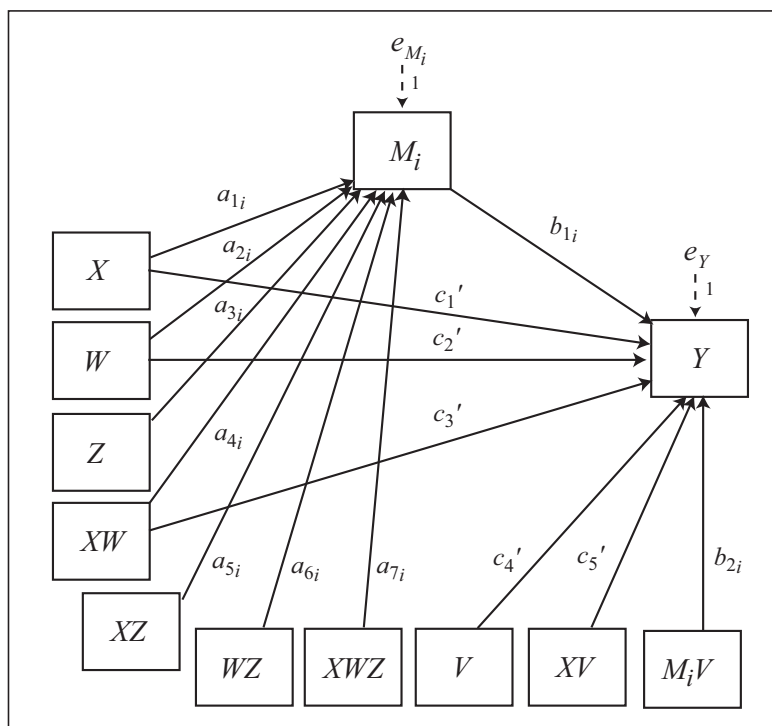 e_{M_i}
1
M_i
a_{1i}
b_{1i}
a_{2i}
X
e_Y
c_1′
a_{3i}
1
W
c_2′
Y
Z
a_{4i}
c_3′
XW
a_{5i}
a_{6i}
a_{7i}
c_4′
c_5′
b_{2i}
XZ
WZ
XWZ
V
XV
M_iV